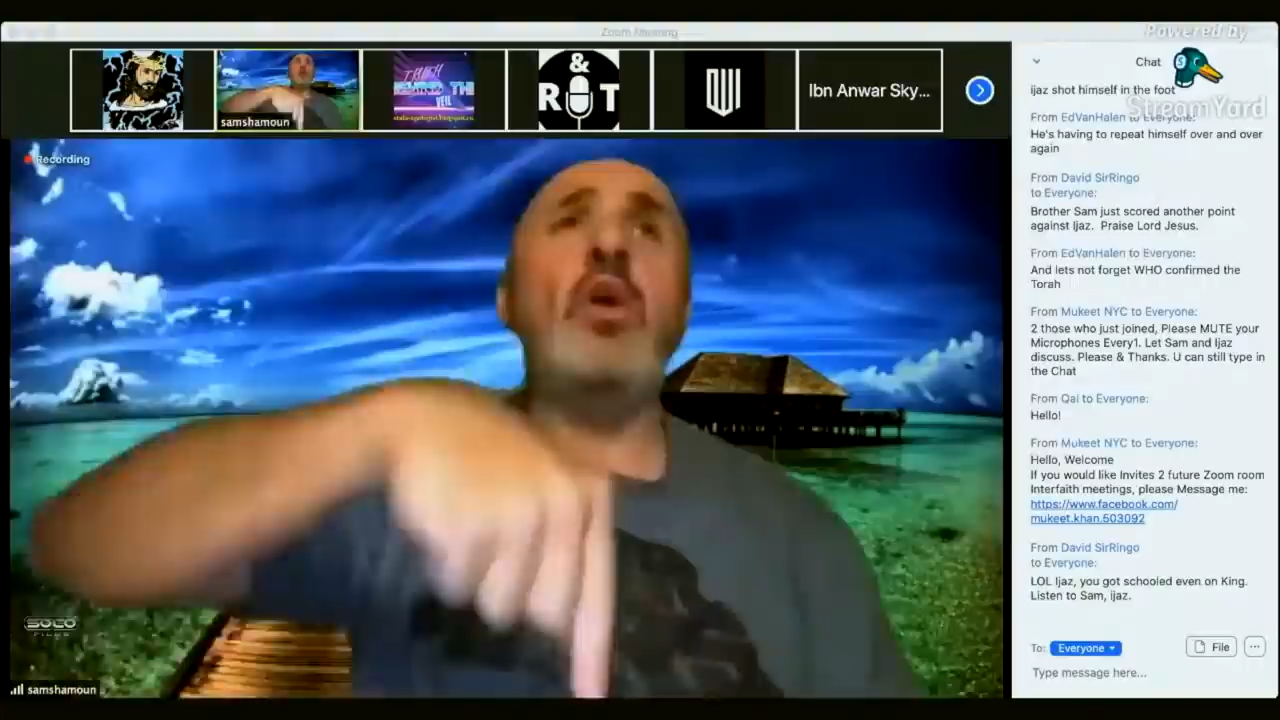 Zoom Meeting
Powered by
StreamYard
samshamoun
BEHIND THE
VEIL
&
R T
Ibn Anwar Sky...
Recording
SOCO
FILES
samshamoun
Chat
ijaz shot himself in the foot
From EdVanHalen to Everyone:
He's having to repeat himself over and over
again
From David SirRingo
to Everyone:
Brother Sam just scored another point
against Ijaz. Praise Lord Jesus.
From EdVanHalen to Everyone:
And lets not forget WHO confirmed the
Torah
From Mukeet NYC to Everyone:
2 those who just joined, Please MUTE your
Microphones Every1. Let Sam and Ijaz
discuss. Please & Thanks. U can still type in
the Chat
From Qai to Everyone:
Hello!
From Mukeet NYC to Everyone:
Hello, Welcome
If you would like Invites 2 future Zoom room
Interfaith meetings, please Message me:
https://www.facebook.com/
mukeet.khan.503092
From David SirRingo
to Everyone:
LOL Ijaz, you got schooled even on King.
Listen to Sam, ijaz.
To: Everyone
File
...
Type message here...